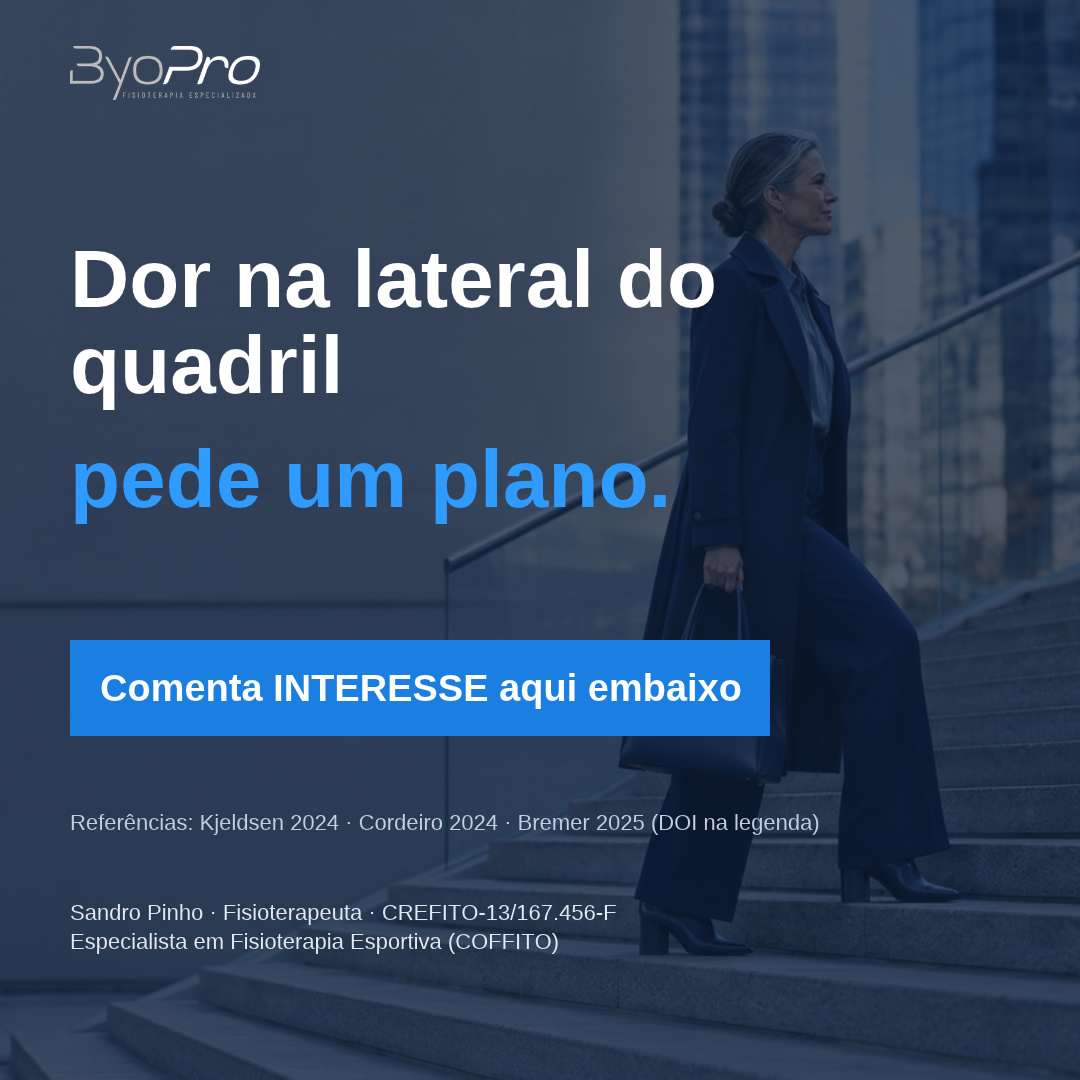 ByoPro
FISIOTERAPIA ESPECIALIZADA
Dor na lateral do
quadril
pede um plano.
Comenta INTERESSE aqui embaixo
Referências: Kjeldsen 2024 · Cordeiro 2024 · Bremer 2025 (DOI na legenda)
Sandro Pinho · Fisioterapeuta · CREFITO-13/167.456-F
Especialista em Fisioterapia Esportiva (COFFITO)